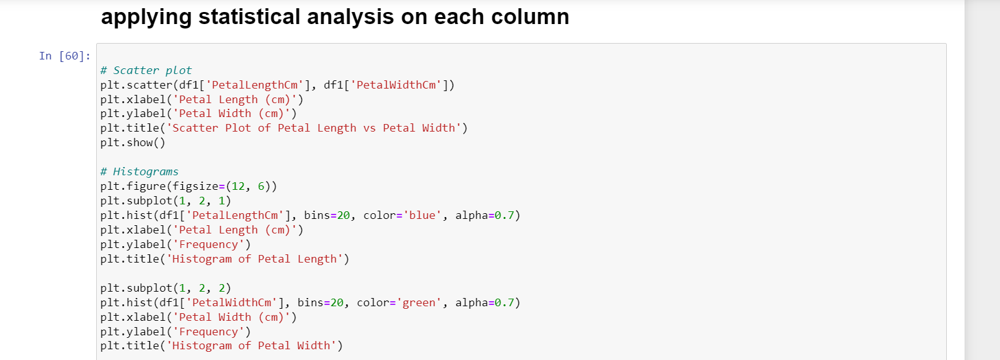 applying statistical analysis on each column
In [60]:
# Scatter plot
plt.scatter(df1['PetalLengthCm'], df1['PetalWidthCm'])
plt.xlabel('Petal Length (cm)')
plt.ylabel('Petal Width (cm)')
plt.title('Scatter Plot of Petal Length vs Petal Width')
plt.show()
# Histograms
plt.figure(figsize=(12, 6))
plt.subplot(1, 2, 1)
plt.hist(df1['PetalLengthCm'], bins=20, color='blue', alpha=0.7)
plt.xlabel('Petal Length (cm)')
plt.ylabel('Frequency')
plt.title('Histogram of Petal Length')
plt.subplot(1, 2, 2)
plt.hist(df1['PetalWidthCm'], bins=20, color='green', alpha=0.7)
plt.xlabel('Petal Width (cm)')
plt.ylabel('Frequency')
plt.title('Histogram of Petal Width')